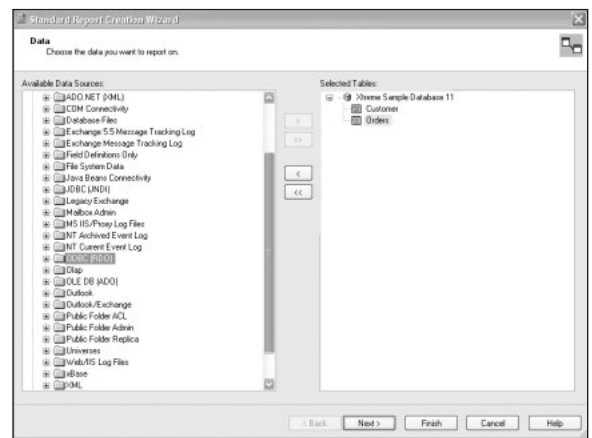 Standard Report Creation Wizard
Data
Choose the data you want to report on.
Available Data Sources:
ADO.NET (XML)
COM Connectivity
Database Files
Exchange 5.5 Message Tracking Log
Exchange Message Tracking Log
Field Definitions Only
File System Data
Java Beans Connectivity
JDBC (JNDI)
Legacy Exchange
Mailbox Admin
MS IIS/Proxy Log Files
NT Archived Event Log
NT Current Event Log
ODBC (RDO)
Olap
OLE DB (ADO)
Outlook
Outlook/Exchange
Public Folder ACL
Public Folder Admin
Public Folder Replica
Universes
Web/IIS Log Files
xBase
XML
>
>>
<
<<
Selected Tables:
Xtreme Sample Database 11
Customer
Orders
< Back
Next >
Finish
Cancel
Help